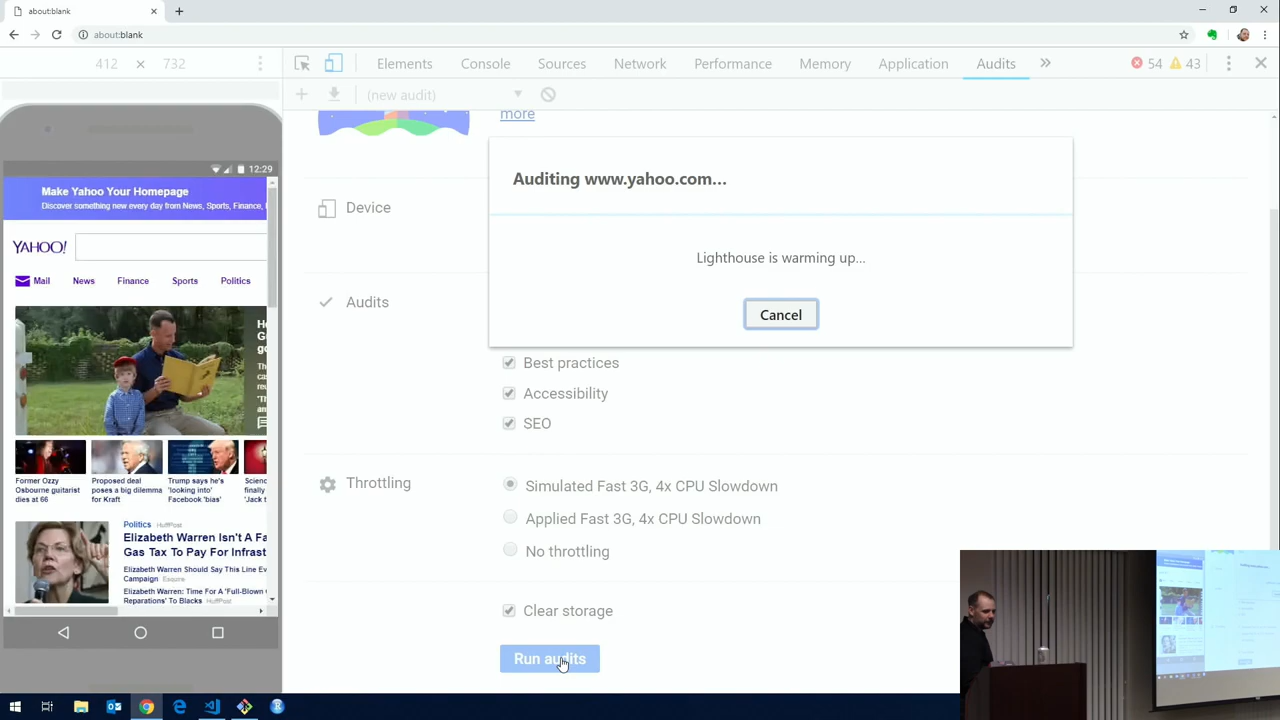 about:blank
about:blank
412 × 732
Elements Console Sources Network Performance Memory Application Audits 54 43
(new audit)
more
12:29
Make Yahoo Your Homepage
Discover something new every day from News, Sports, Finance,
YAHOO!
Mail News Finance Sports Politics
Former Ozzy
Osbourne guitarist
dies at 66
Proposed deal
poses a big dilemma
for Kraft
Trump says he's
'looking into'
Facebook 'bias'
finally
Politics HuffPost
Elizabeth Warren Isn't A Fa
Gas Tax To Pay For Infrast
Elizabeth Warren Should Say This Line Ev
Campaign Esquire
Elizabeth Warren: Time For A 'Full-Blown
Reparations' To Blacks HuffPost
Device
Audits
Auditing www.yahoo.com...
Lighthouse is warming up...
Cancel
Best practices
Accessibility
SEO
Throttling
Simulated Fast 3G, 4x CPU Slowdown
Applied Fast 3G, 4x CPU Slowdown
No throttling
Clear storage
Run audits